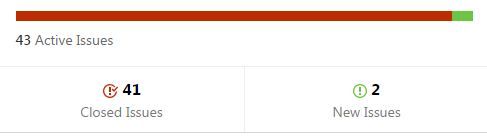 43 Active Issues
41
Closed Issues
2
New Issues